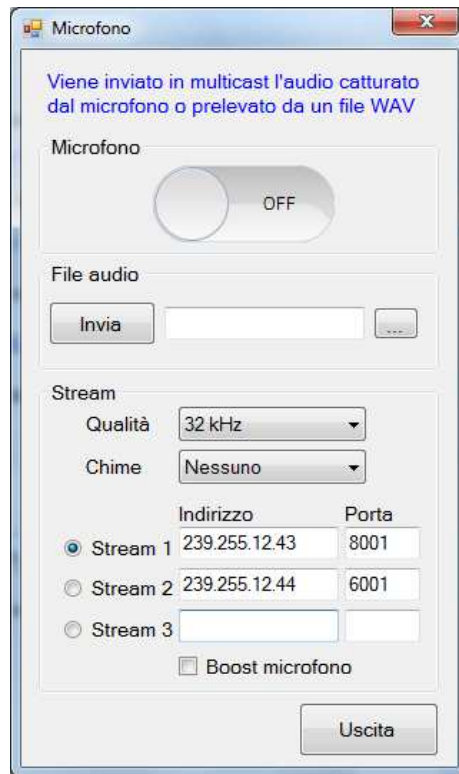 Microfono
Viene inviato in multicast l'audio catturato
dal microfono o prelevato da un file WAV
Microfono
OFF
File audio
Invia
...
Stream
Qualità 32 kHz
Chime Nessuno
Indirizzo Porta
Stream 1 239.255.12.43 8001
Stream 2 239.255.12.44 6001
Stream 3
Boost microfono
Uscita